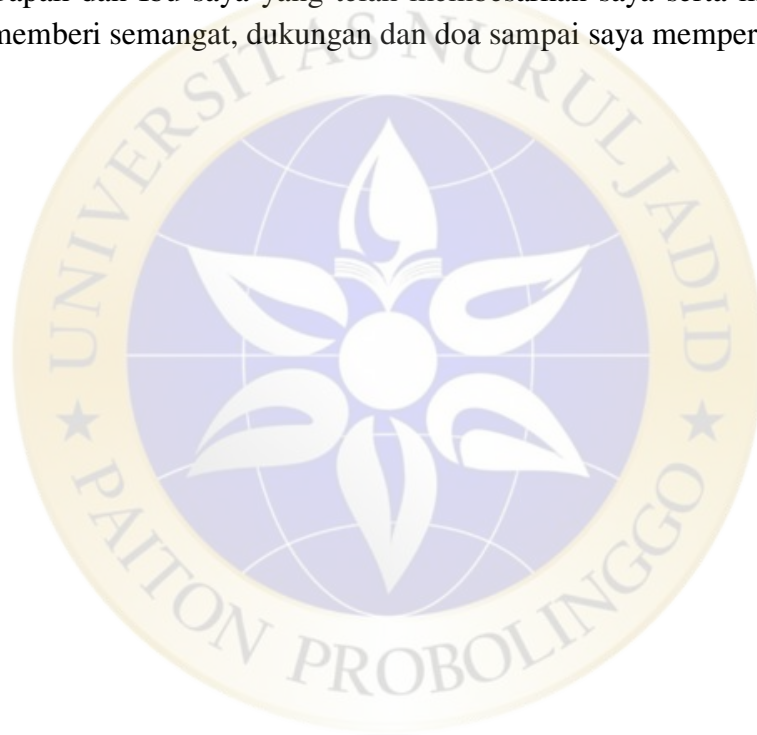 dan Ibu saya yang telah membesarkan saya serta
memberi semangat, dukungan dan doa sampai saya memper
UNIVERSITAS NURUL JADID
PAITON PROBOLINGGO